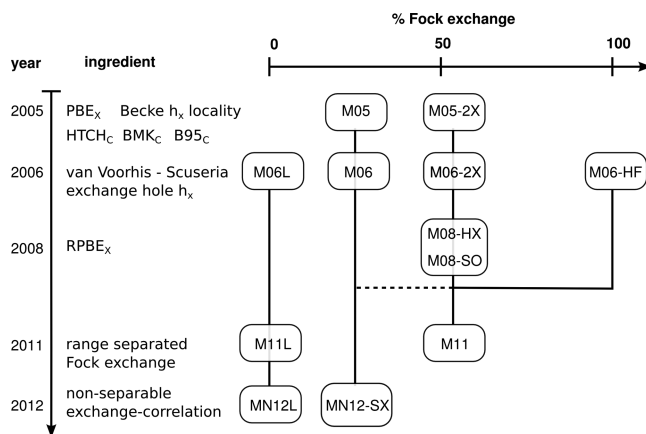 % Fock exchange
0 50 100
year ingredient
2005 PBEX Becke hx locality M05 M05-2X
HTCHC BMKC B95C
2006 van Voorhis - Scuseria M06L M06 M06-2X M06-HF
exchange hole hx
M08-HX
2008 RPBEX
M08-SO
2011 range separated M11L M11
Fock exchange
2012 non-separable MN12L MN12-SX
exchange-correlation